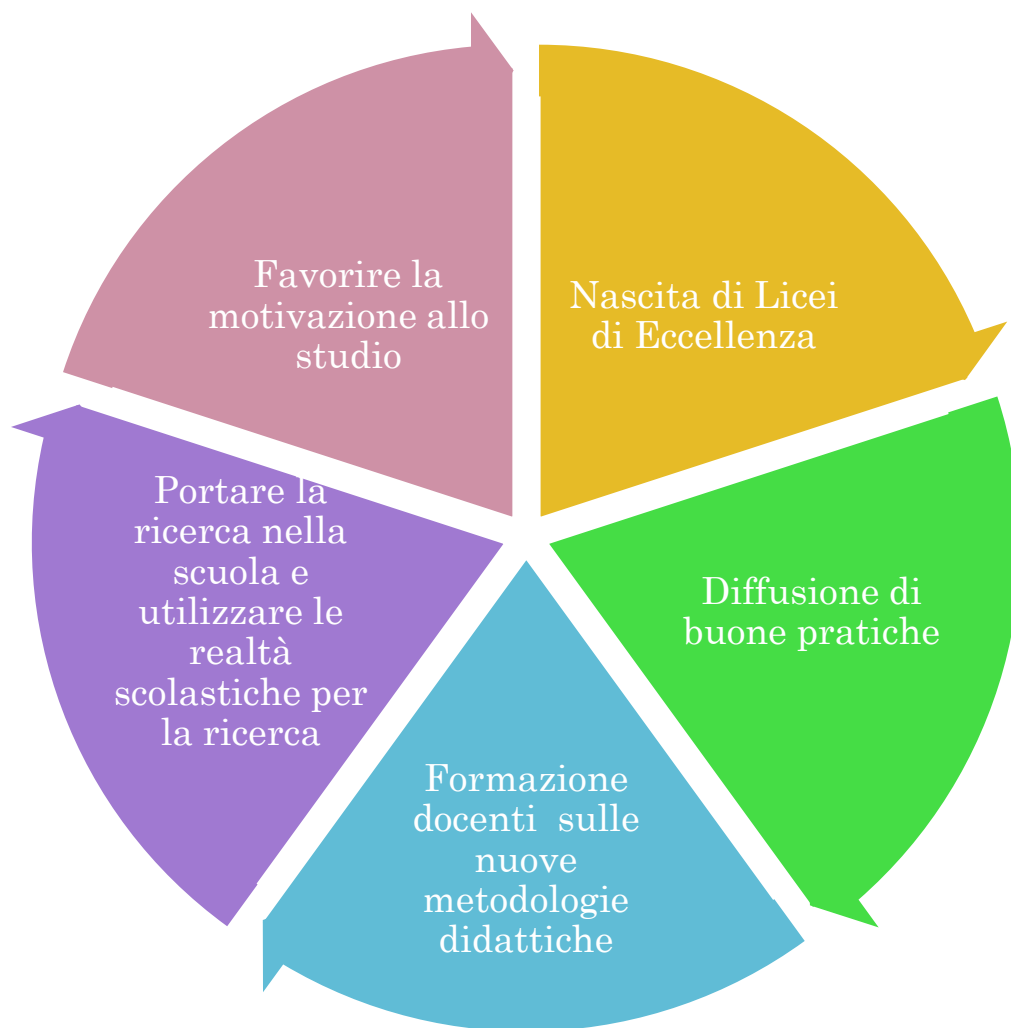 Favorire la
motivazione allo
studio
Nascita di Licei
di Eccellenza
Portare la
ricerca nella
scuola e
utilizzare le
realtà
scolastiche per
la ricerca
Diffusione di
buone pratiche
Formazione
docenti  sulle
nuove
metodologie
didattiche